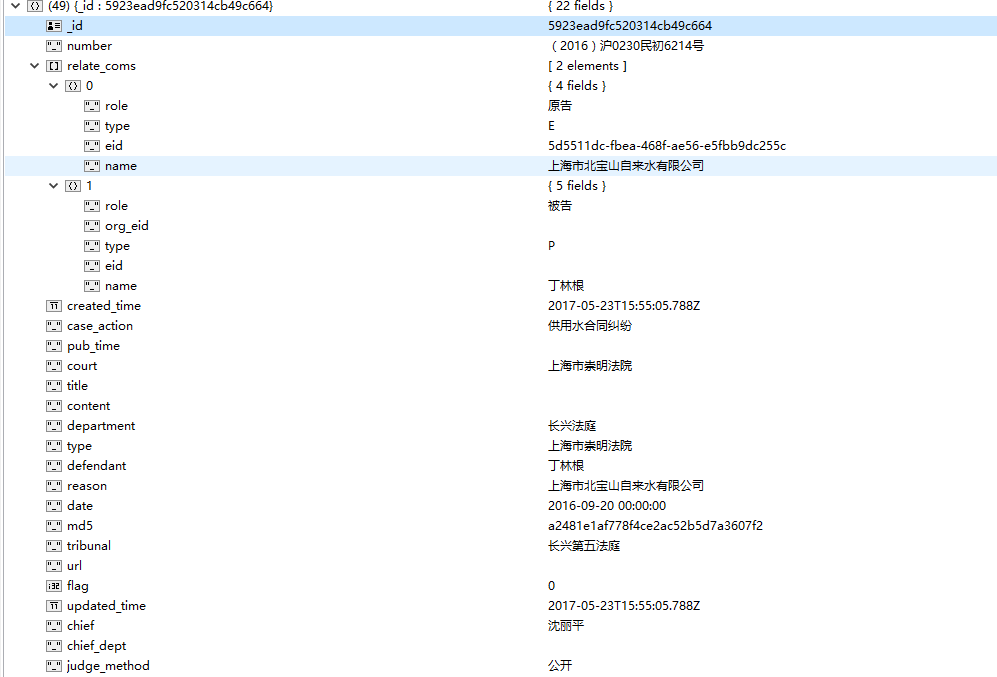 (49) {_id : 5923ead9fc520314cb49c664} { 22 fields }
_id 5923ead9fc520314cb49c664
number （2016）沪0230民初6214号
relate_coms [ 2 elements ]
0 { 4 fields }
role 原告
type E
eid 5d5511dc-fbea-468f-ae56-e5fbb9dc255c
name 上海市北宝山自来水有限公司
1 { 5 fields }
role 被告
org_eid
type P
eid
name 丁林根
created_time 2017-05-23T15:55:05.788Z
case_action 供用水合同纠纷
pub_time
court 上海市崇明法院
title
content
department 长兴法庭
type 上海市崇明法院
defendant 丁林根
reason 上海市北宝山自来水有限公司
date 2016-09-20 00:00:00
md5 a2481e1af778f4ce2ac52b5d7a3607f2
tribunal 长兴第五法庭
url
flag 0
updated_time 2017-05-23T15:55:05.788Z
chief 沈丽平
chief_dept
judge_method 公开